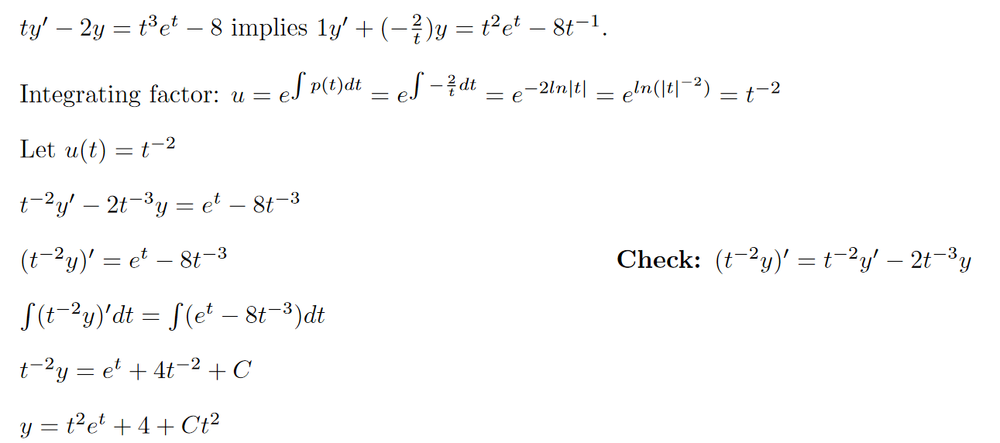 ty′ − 2y = t³eᵗ − 8 implies 1y′ + (−2/t)y = t²eᵗ − 8t⁻¹.
Integrating factor: u = e^{∫ p(t)dt} = e^{∫ −2/t dt} = e^{−2ln|t|} = e^{ln(|t|^{−2})} = t⁻²
Let u(t) = t⁻²
t⁻²y′ − 2t⁻³y = eᵗ − 8t⁻³
(t⁻²y)′ = eᵗ − 8t⁻³ Check: (t⁻²y)′ = t⁻²y′ − 2t⁻³y
∫(t⁻²y)′dt = ∫(eᵗ − 8t⁻³)dt
t⁻²y = eᵗ + 4t⁻² + C
y = t²eᵗ + 4 + Ct²